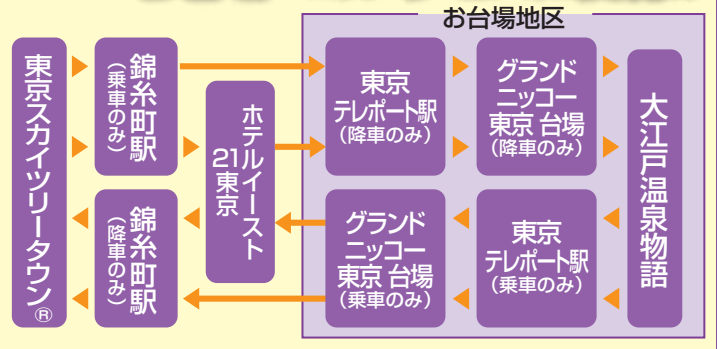 お台場地区
東京スカイツリータウン®
錦糸町駅
（乗車のみ）
ホテルイースト
21東京
東京
テレポート駅
（降車のみ）
グランド
ニッコー
東京 台場
（降車のみ）
大江戸温泉物語
錦糸町駅
（降車のみ）
グランド
ニッコー
東京 台場
（乗車のみ）
東京
テレポート駅
（乗車のみ）